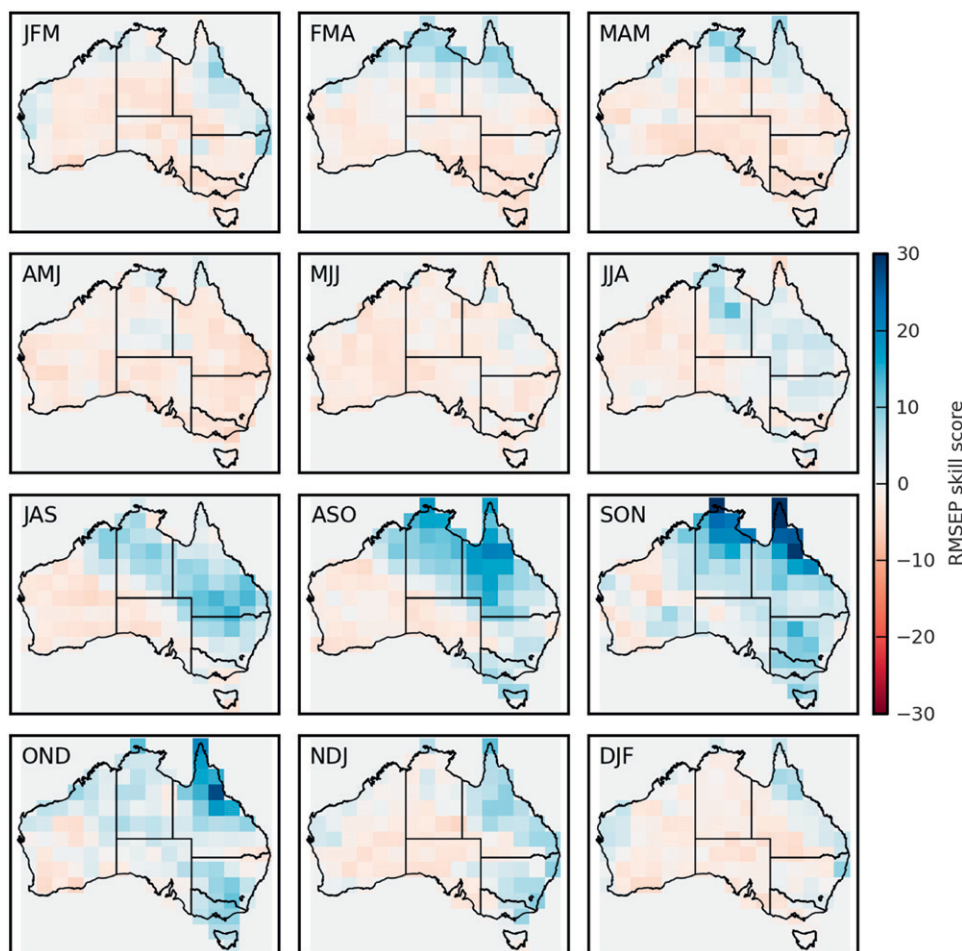 JFM
FMA
MAM
AMJ
MJJ
JJA
JAS
ASO
SON
OND
NDJ
DJF
30
20
10
0
−10
−20
−30
RMSEP skill score